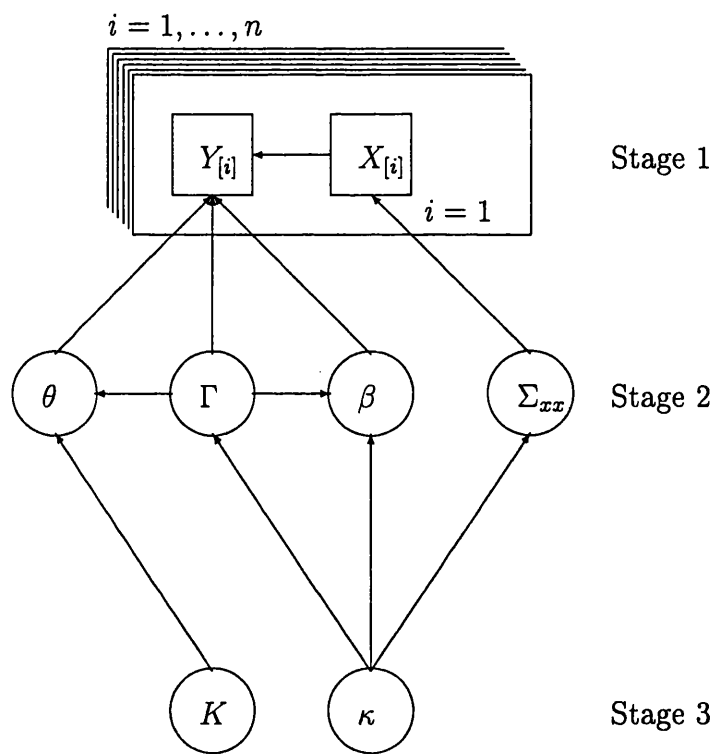 i = 1, . . . , n
Y[i] X[i] Stage 1
i = 1
θ Γ β Σxx Stage 2
K κ Stage 3